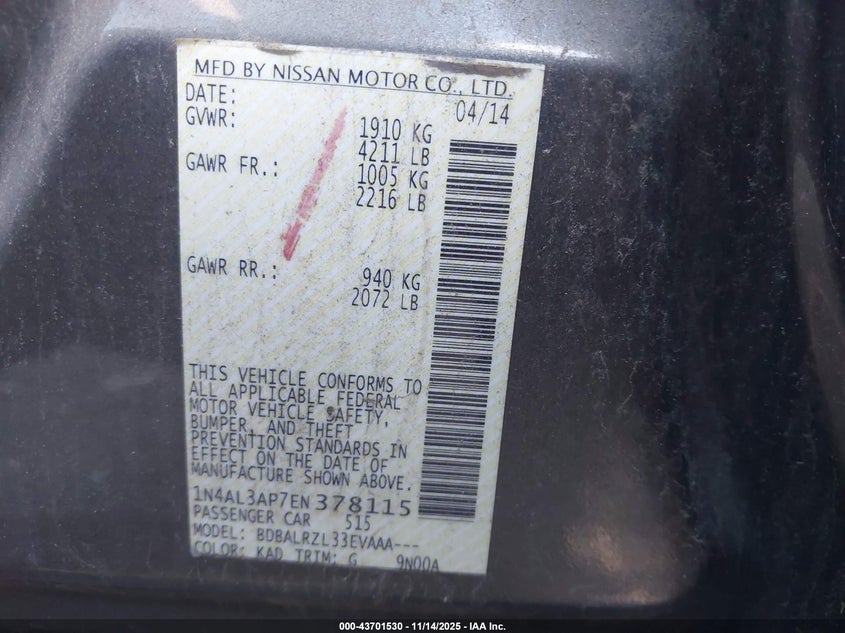 MFD BY NISSAN MOTOR CO., LTD.
DATE: 04/14
GVWR: 1910 KG
4211 LB
GAWR FR.: 1005 KG
2216 LB
GAWR RR.: 940 KG
2072 LB
THIS VEHICLE CONFORMS TO
ALL APPLICABLE FEDERAL
MOTOR VEHICLE SAFETY,
BUMPER, AND THEFT
PREVENTION STANDARDS IN
EFFECT ON THE DATE OF
MANUFACTURE SHOWN ABOVE.
1N4AL3AP7EN378115
PASSENGER CAR 515
MODEL: BDBALRZL33EVAAA---
COLOR: KAD TRIM: G 9N00A
000-43701530 - 11/14/2025 - IAA Inc.